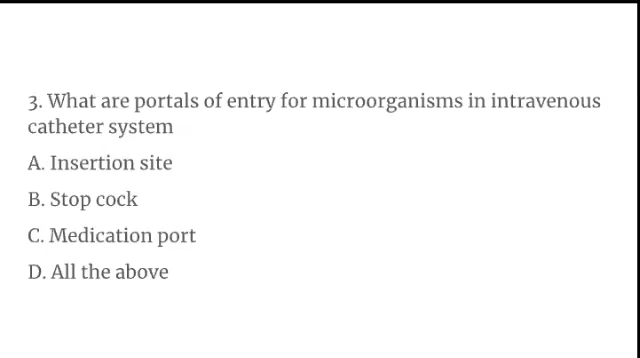 3. What are portals of entry for microorganisms in intravenous
catheter system
A. Insertion site
B. Stop cock
C. Medication port
D. All the above